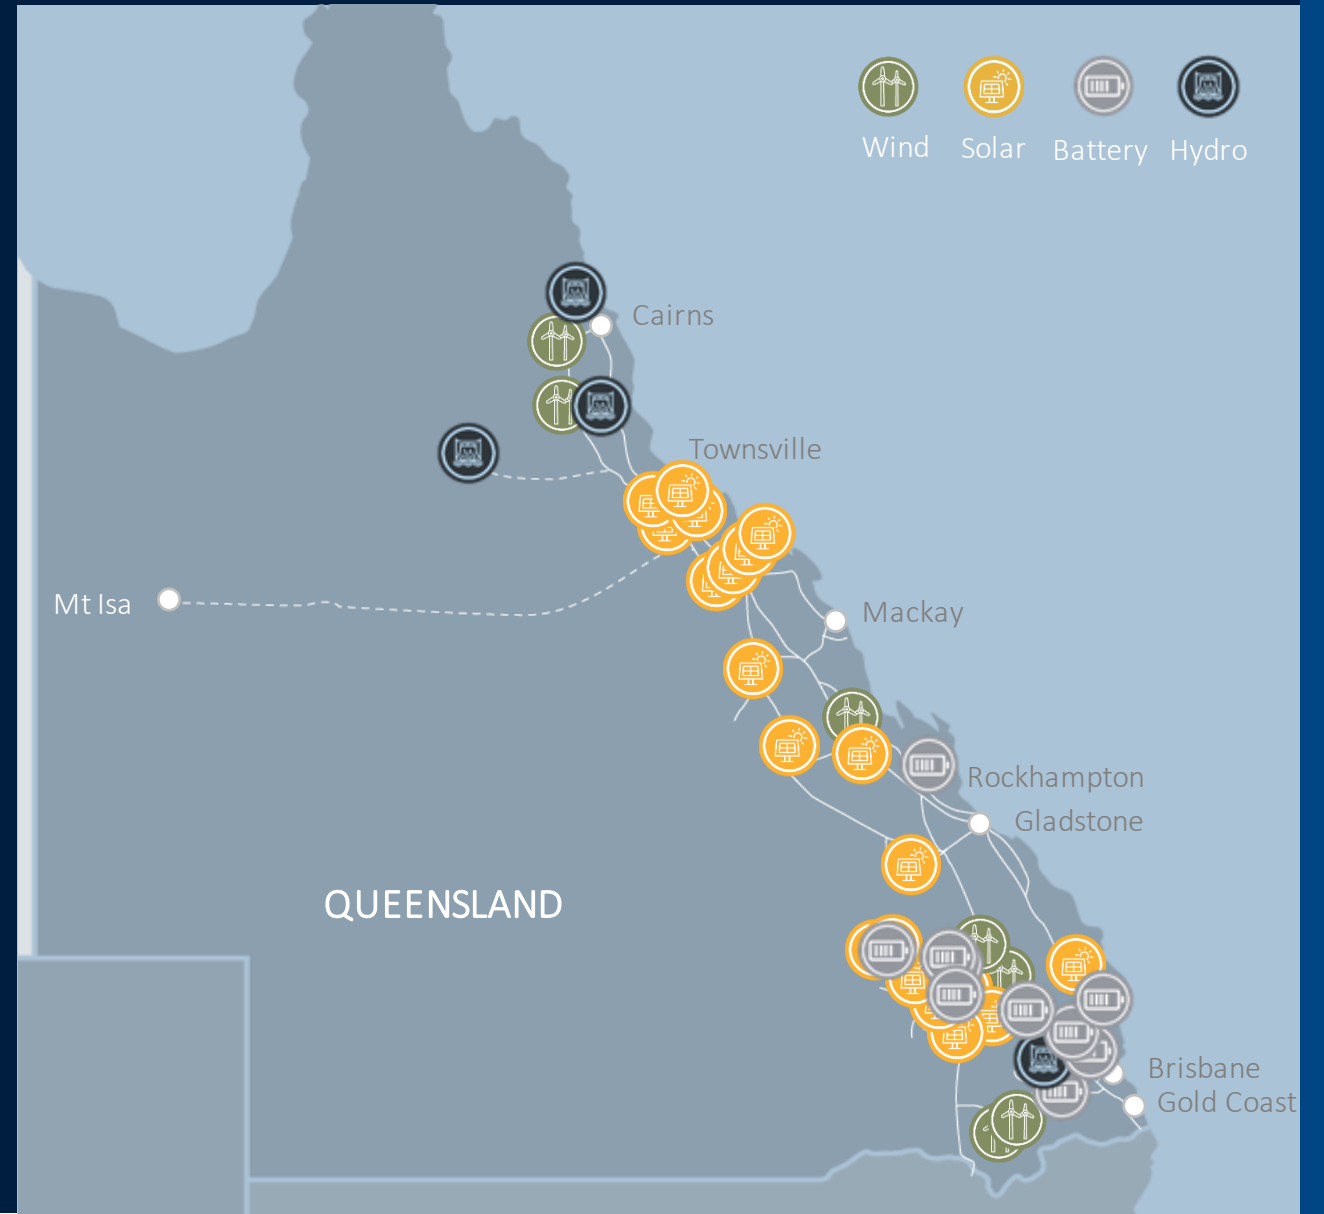 Wind Solar Battery Hydro
Cairns
Townsville
Mt Isa
Mackay
Rockhampton
Gladstone
QUEENSLAND
Brisbane
Gold Coast